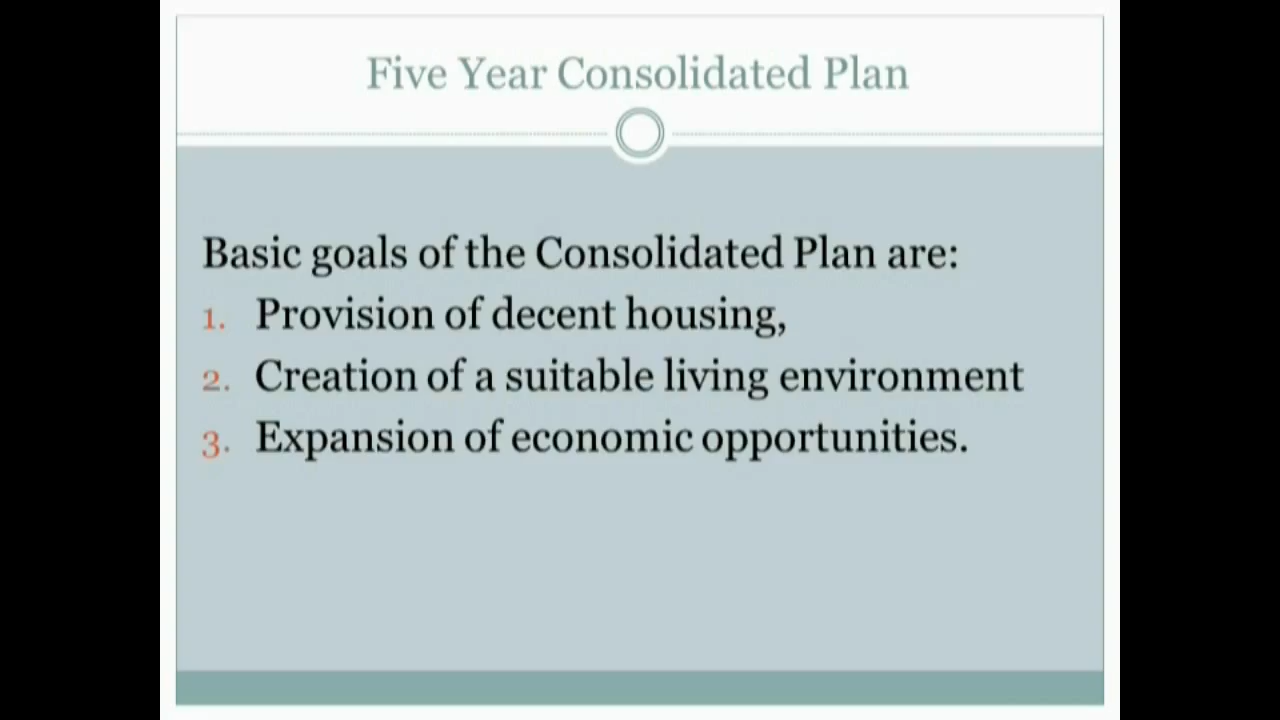 Five Year Consolidated Plan
Basic goals of the Consolidated Plan are:
1. Provision of decent housing,
2. Creation of a suitable living environment
3. Expansion of economic opportunities.